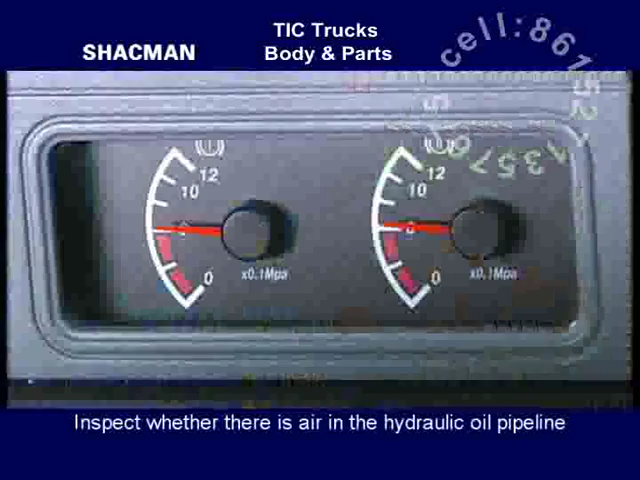 TIC Trucks
SHACMAN
Body & Parts
cell:86152
12
10
0
x0.1Mpa
12
10
0
x0.1Mpa
Inspect whether there is air in the hydraulic oil pipeline